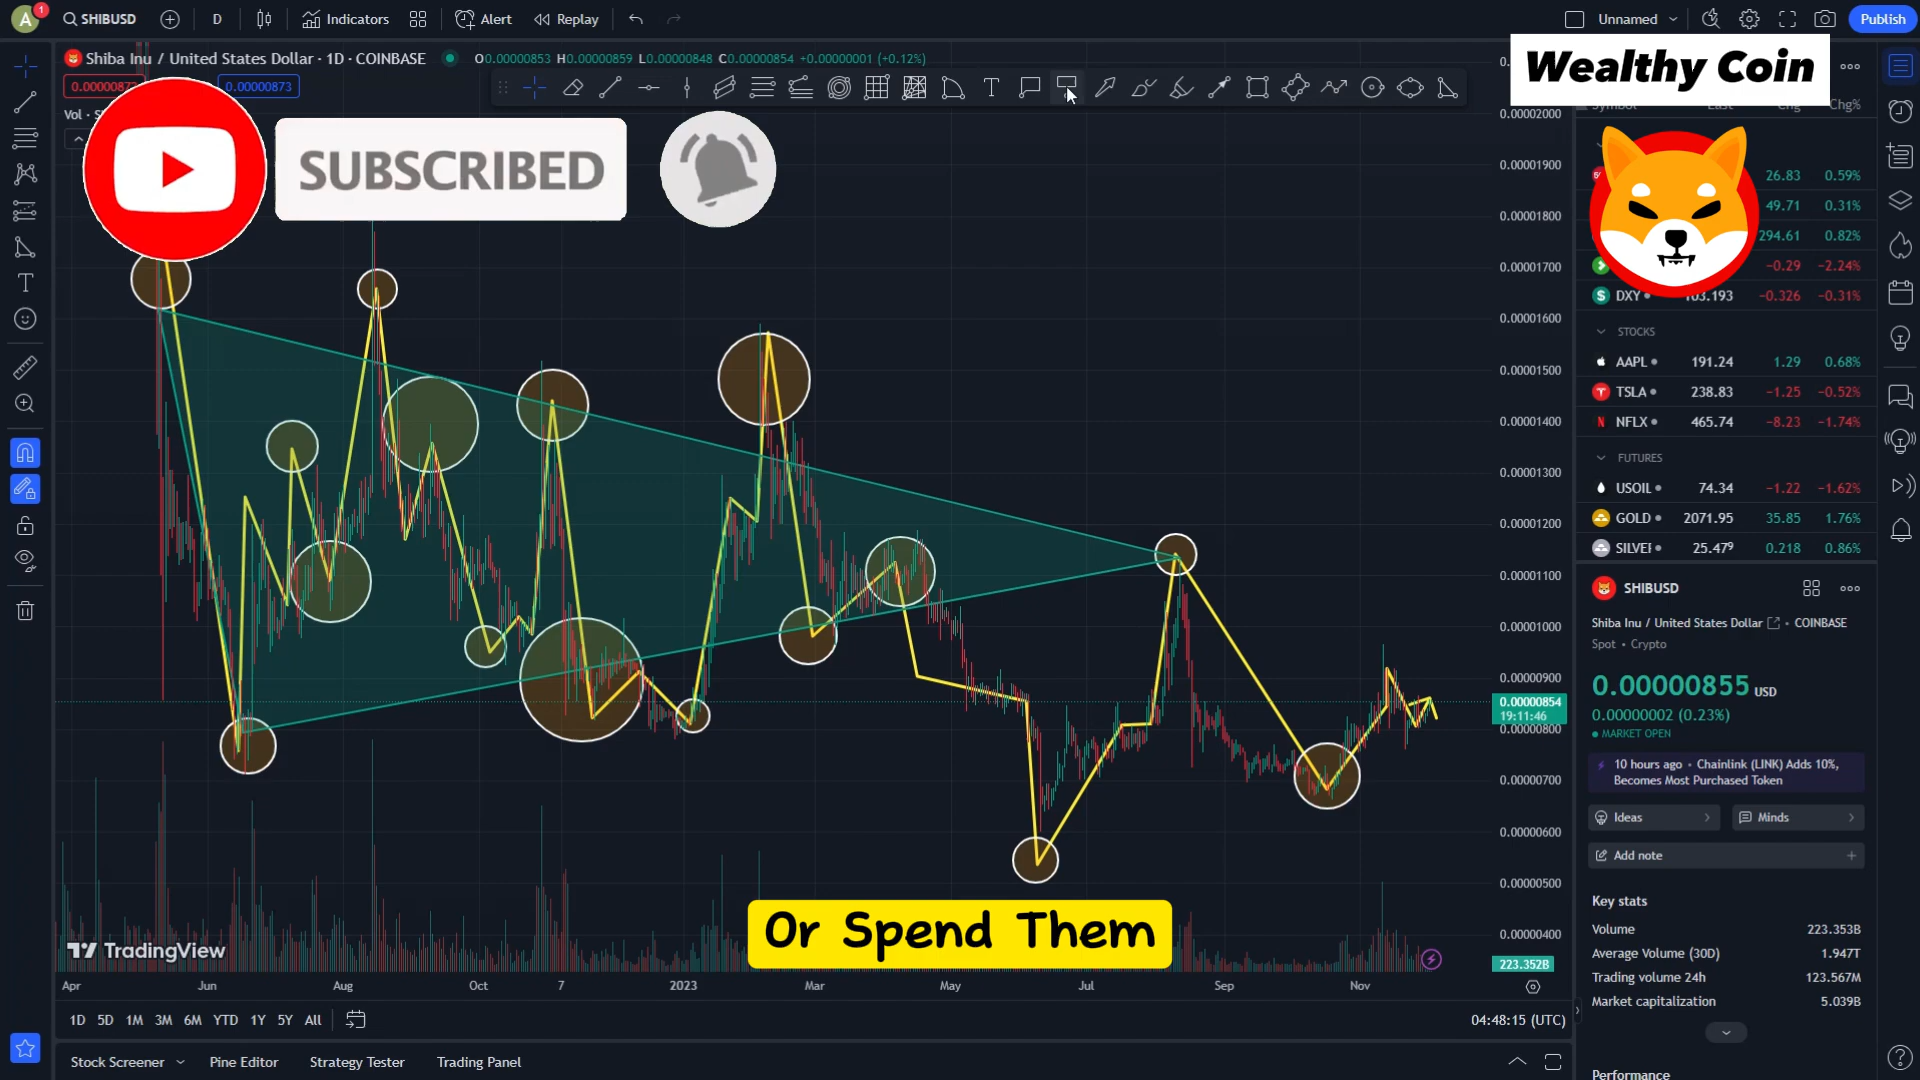 A 1 SHIBUSD D Indicators Alert Replay Unnamed Publish
Shiba Inu / United States Dollar · 1D · COINBASE O0.00000853 H0.00000859 L0.00000848 C0.00000854 +0.00000001 (+0.12%)
0.00000873
Wealthy Coin
Chg%
Vol · S
SUBSCRIBED
0.00002000
0.00001900
0.00001800
0.00001700
0.00001600
0.00001500
0.00001400
0.00001300
0.00001200
0.00001100
0.00001000
0.00000900
0.00000854
19:11:46
0.00000800
0.00000700
0.00000600
0.00000500
0.00000400
223.352B
26.83 0.59%
49.71 0.31%
294.61 0.82%
-0.29 -2.24%
DXY 103.193 -0.326 -0.31%
STOCKS
AAPL 191.24 1.29 0.68%
TSLA 238.83 -1.25 -0.52%
NFLX 465.74 -8.23 -1.74%
FUTURES
USOIL 74.34 -1.22 -1.62%
GOLD 2071.95 35.85 1.76%
SILVER 25.479 0.218 0.86%
SHIBUSD
Shiba Inu / United States Dollar • COINBASE
Spot • Crypto
0.00000855 USD
0.00000002 (0.23%)
MARKET OPEN
10 hours ago • Chainlink (LINK) Adds 10%,
Becomes Most Purchased Token
Ideas Minds
Add note
Key stats
Volume 223.353B
Average Volume (30D) 1.947T
Trading volume 24h 123.567M
Market capitalization 5.039B
Performance
Or Spend Them
TradingView
Apr Jun Aug Oct 7 2023 Mar May Jul Sep Nov
1D 5D 1M 3M 6M YTD 1Y 5Y All 04:48:15 (UTC)
Stock Screener Pine Editor Strategy Tester Trading Panel